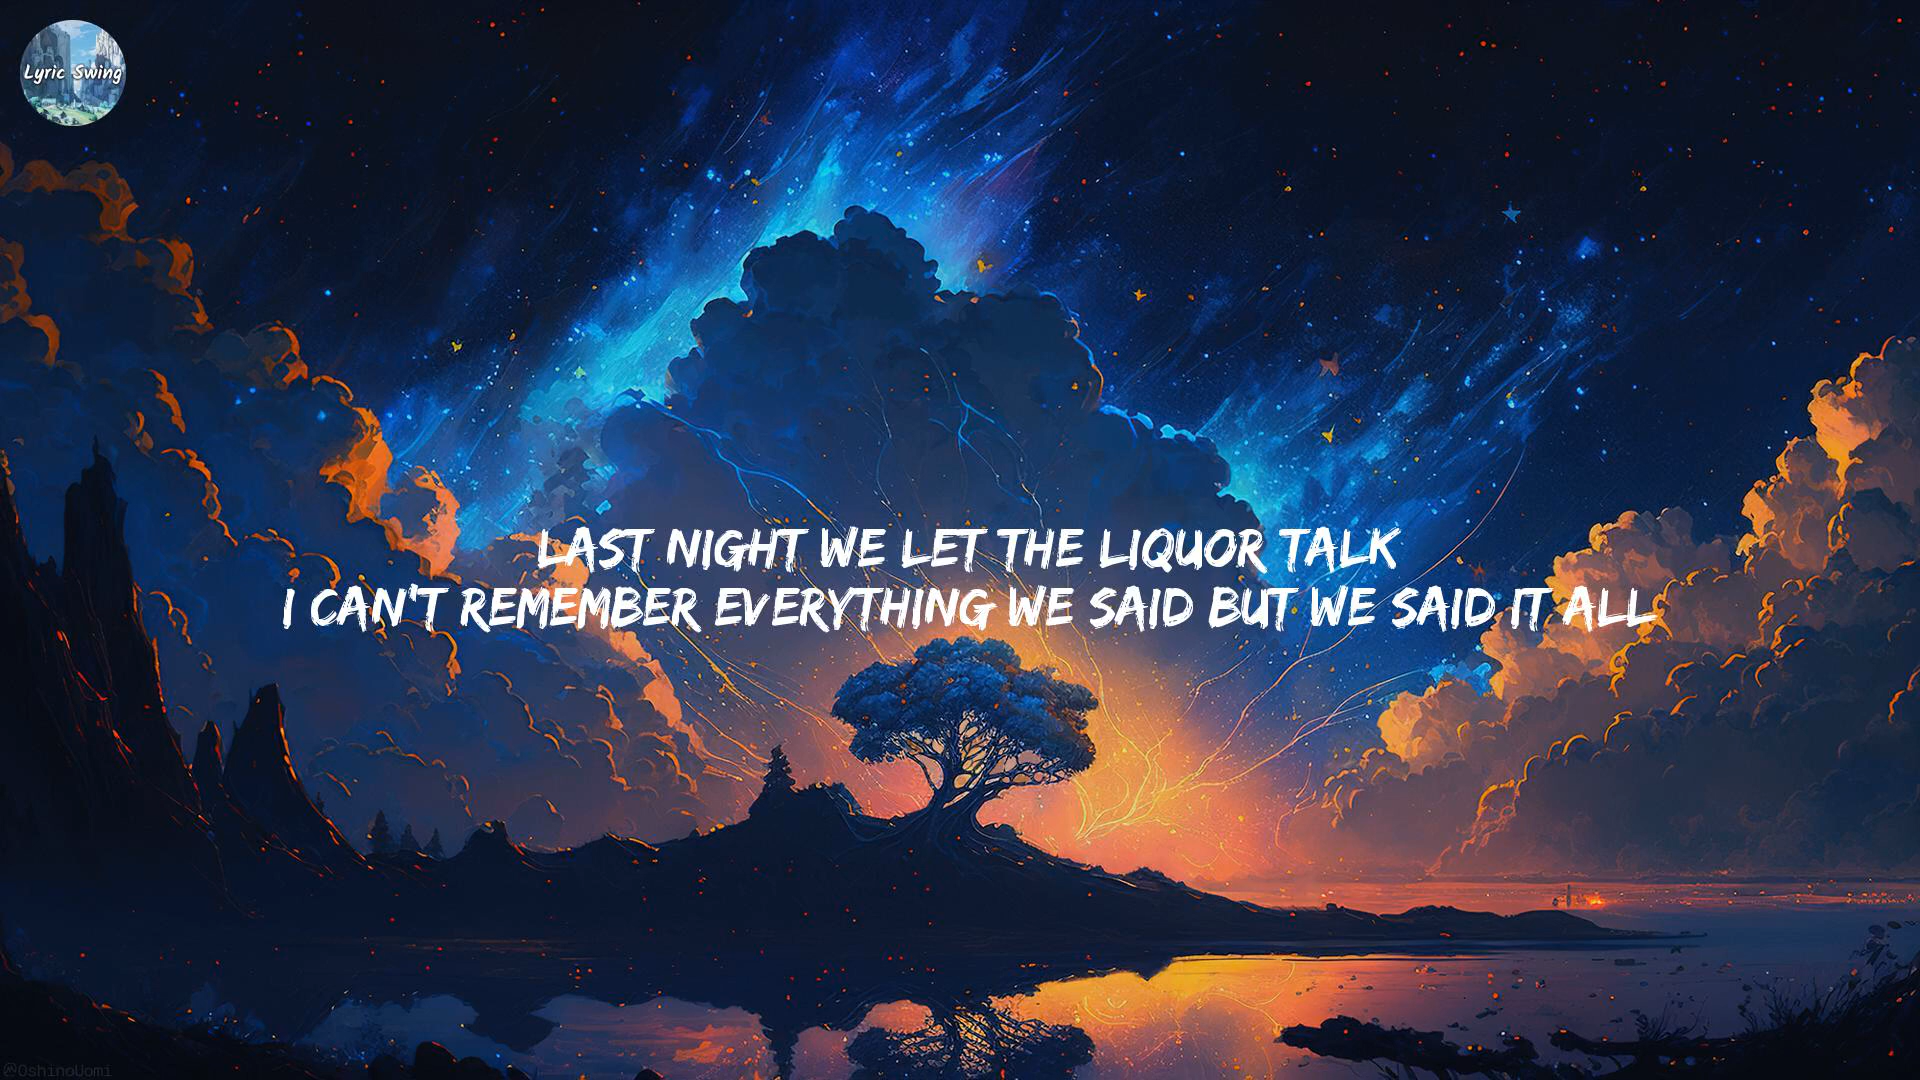 Lyric Swing
LAST NIGHT WE LET THE LIQUOR TALK
I CAN'T REMEMBER EVERYTHING WE SAID BUT WE SAID IT ALL
@OshinoUomi